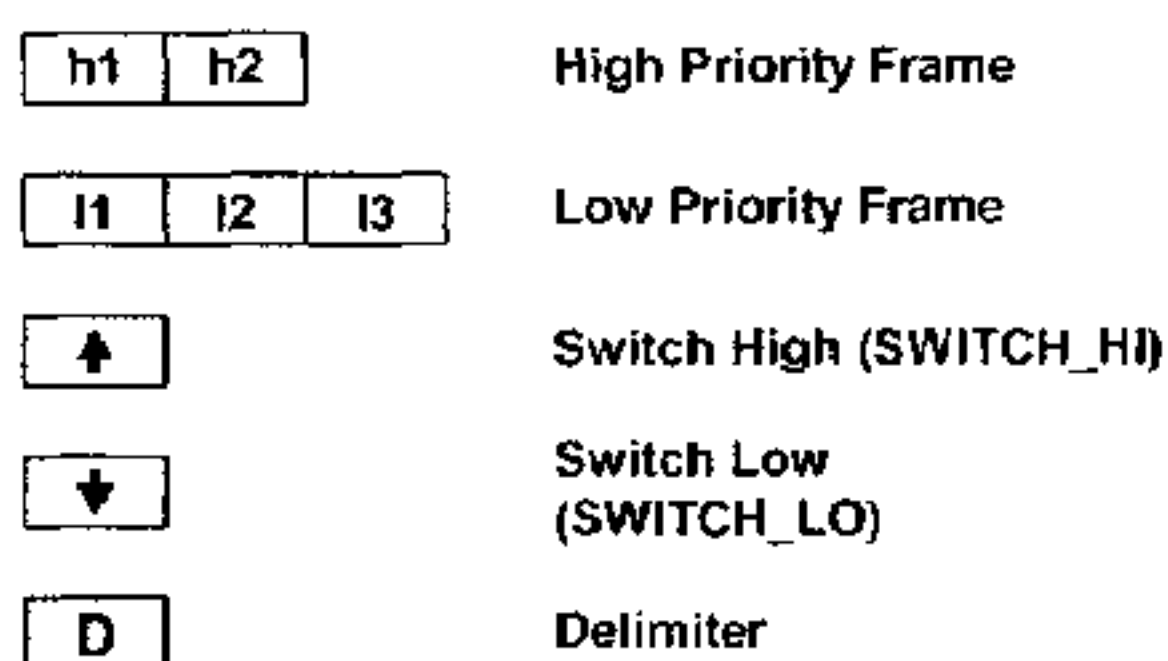 h1 h2 High Priority Frame
l1 l2 l3 Low Priority Frame
Switch High (SWITCH_HI)
Switch Low
(SWITCH_LO)
D Delimiter